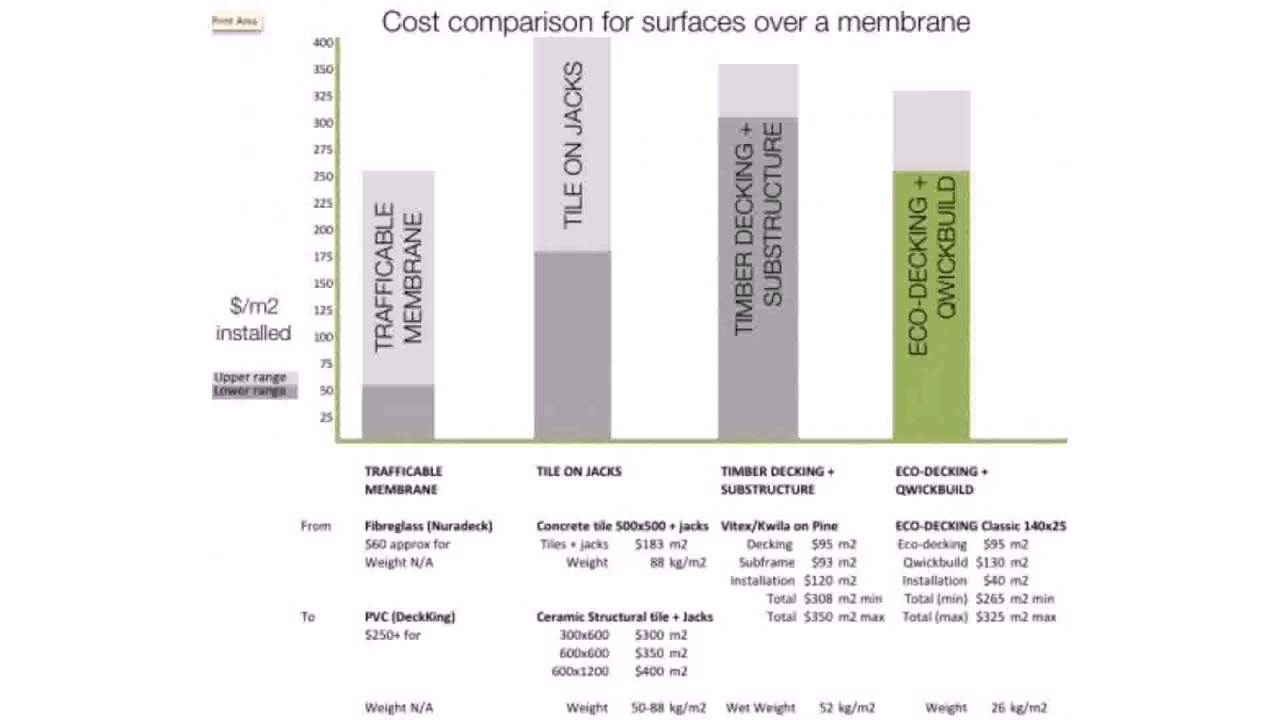 Print Area
Cost comparison for surfaces over a membrane
400
350
325
300
275
250
225
200
175
150
125
100
75
50
25
$/m2
installed
Upper range
Lower range
TRAFFICABLE
MEMBRANE
TILE ON JACKS
TIMBER DECKING +
SUBSTRUCTURE
ECO-DECKING +
QWICKBUILD
TRAFFICABLE
MEMBRANE
TILE ON JACKS
TIMBER DECKING +
SUBSTRUCTURE
ECO-DECKING +
QWICKBUILD
From
Fibreglass (Nuradeck)
$60 approx for
Weight N/A
To
PVC (DeckKing)
$250+ for
Weight N/A
Concrete tile 500x500 + jacks
Tiles + jacks $183 m2
Weight 88 kg/m2
Ceramic Structural tile + Jacks
300x600 $300 m2
600x600 $350 m2
600x1200 $400 m2
Weight 50-88 kg/m2
Vitex/Kwila on Pine
Decking $95 m2
Subframe $93 m2
Installation $120 m2
Total $308 m2 min
Total $350 m2 max
Wet Weight 52 kg/m2
ECO-DECKING Classic 140x25
Eco-decking $95 m2
Qwickbuild $130 m2
Installation $40 m2
Total (min) $265 m2 min
Total (max) $325 m2 max
Weight 26 kg/m2